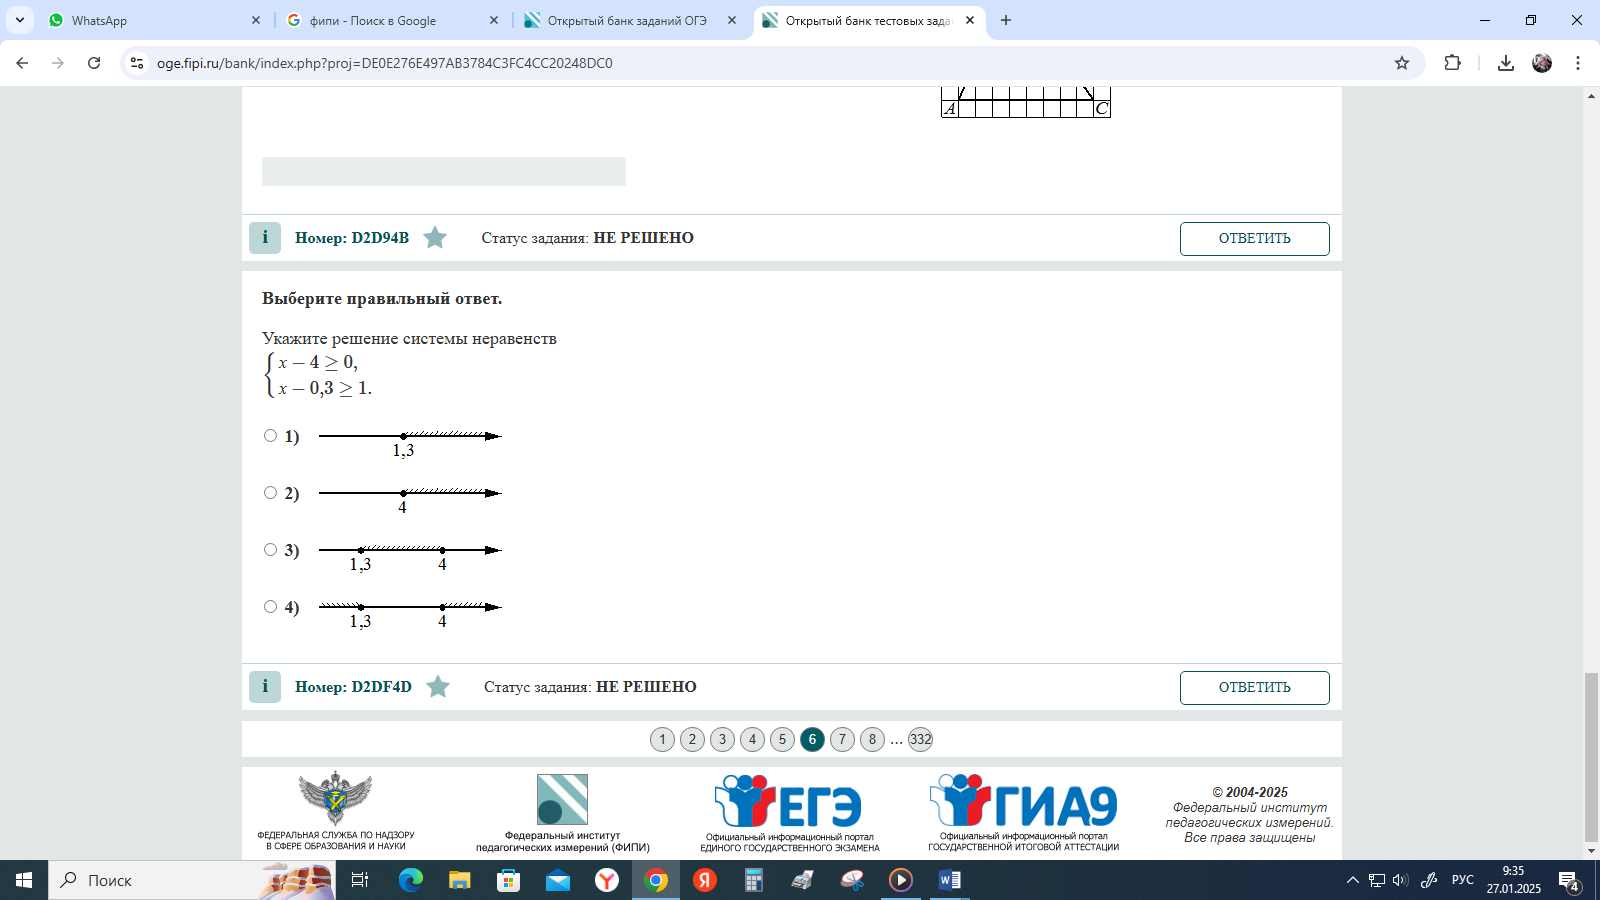 WhatsApp
фипи - Поиск в Google
Открытый банк заданий ОГЭ
Открытый банк тестовых зада
oge.fipi.ru/bank/index.php?proj=DE0E276E497AB3784C3FC4CC20248DC0
A C
i Номер: D2D94B Статус задания: НЕ РЕШЕНО ОТВЕТИТЬ
Выберите правильный ответ.
Укажите решение системы неравенств
x − 4 ≥ 0,
x − 0,3 ≥ 1.
1)
1,3
2)
4
3)
1,3 4
4)
1,3 4
i Номер: D2DF4D Статус задания: НЕ РЕШЕНО ОТВЕТИТЬ
1 2 3 4 5 6 7 8 ... 332
ФЕДЕРАЛЬНАЯ СЛУЖБА ПО НАДЗОРУ
В СФЕРЕ ОБРАЗОВАНИЯ И НАУКИ
Федеральный институт
педагогических измерений (ФИПИ)
ЕГЭ
Официальный информационный портал
ЕДИНОГО ГОСУДАРСТВЕННОГО ЭКЗАМЕНА
ГИА9
Официальный информационный портал
ГОСУДАРСТВЕННОЙ ИТОГОВОЙ АТТЕСТАЦИИ
© 2004-2025
Федеральный институт
педагогических измерений.
Все права защищены
Поиск
РУС
9:35
27.01.2025
4